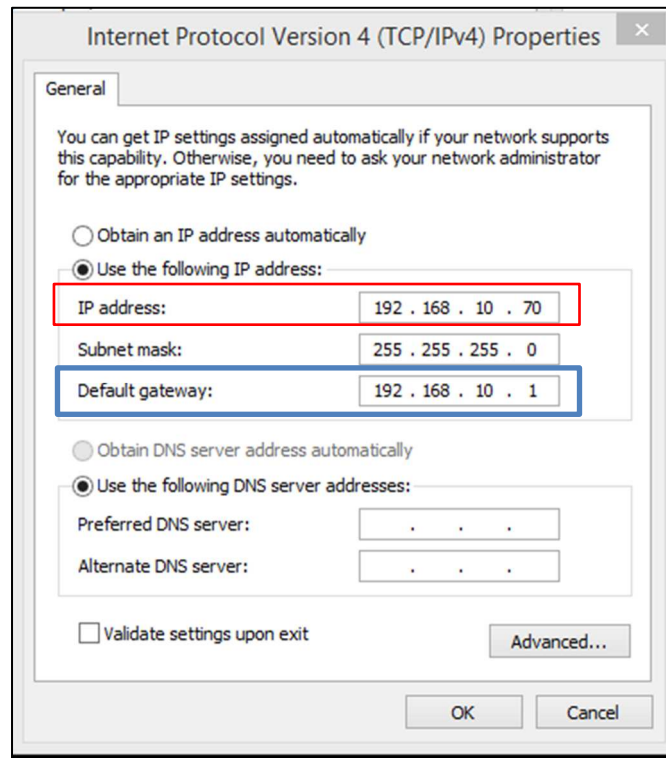 Internet Protocol Version 4 (TCP/IPv4) Properties
General
You can get IP settings assigned automatically if your network supports
this capability. Otherwise, you need to ask your network administrator
for the appropriate IP settings.
Obtain an IP address automatically
Use the following IP address:
IP address: 192 . 168 . 10 . 70
Subnet mask: 255 . 255 . 255 . 0
Default gateway: 192 . 168 . 10 . 1
Obtain DNS server address automatically
Use the following DNS server addresses:
Preferred DNS server: . . .
Alternate DNS server: . . .
Validate settings upon exit
Advanced...
OK Cancel